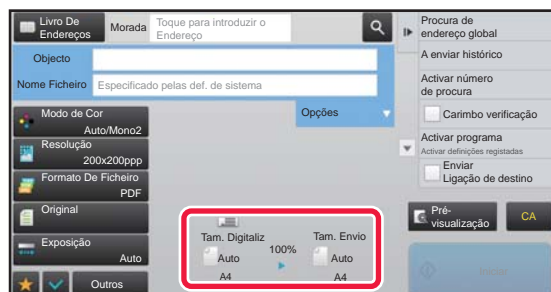 Livro De
Endereços
Morada
Toque para introduzir o
Endereço
Objecto
Nome Ficheiro
Especificado pelas def. de sistema
Opções
Modo de Cor
Auto/Mono2
Resolução
200x200ppp
Formato De Ficheiro
PDF
Original
Exposição
Auto
Outros
Tam. Digitaliz
100%
Tam. Envio
Auto
Auto
A4
A4
Procura de
endereço global
A enviar histórico
Activar número
de procura
Carimbo verificação
Activar programa
Activar definições registadas
Enviar
Ligação de destino
Pré-
visualização
CA